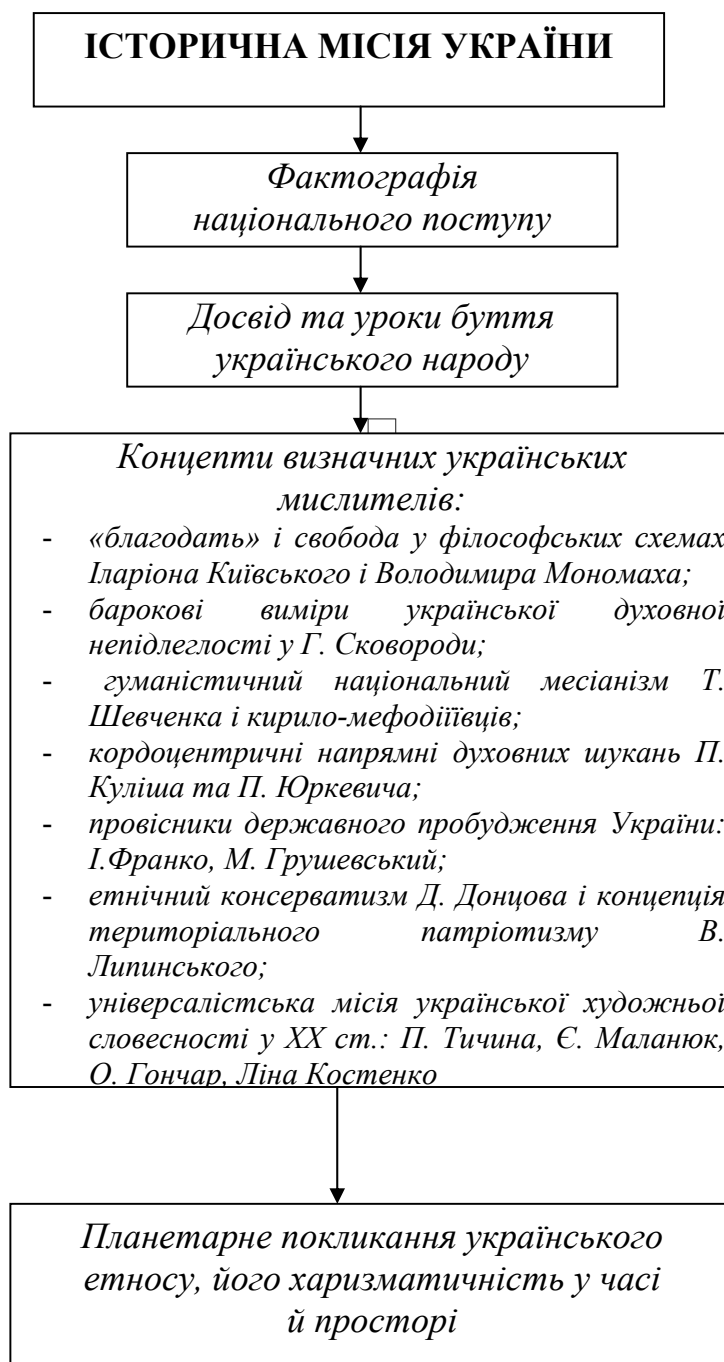 ІСТОРИЧНА МІСІЯ УКРАЇНИ
Фактографія
національного поступу
Досвід та уроки буття
українського народу
Концепти визначних українських
мислителів:
- «благодать» і свобода у філософських схемах
Іларіона Київського і Володимира Мономаха;
- барокові виміри української духовної
непідлеглості у Г. Сковороди;
- гуманістичний національний месіанізм Т.
Шевченка і кирило-мефодіїївців;
- кордоцентричні напрямні духовних шукань П.
Куліша та П. Юркевича;
- провісники державного пробудження України:
І.Франко, М. Грушевський;
- етнічний консерватизм Д. Донцова і концепція
територіального патріотизму В.
Липинського;
- універсалістська місія української художньої
словесності у ХХ ст.: П. Тичина, Є. Маланюк,
О. Гончар, Ліна Костенко
Планетарне покликання українського
етносу, його харизматичність у часі
й просторі